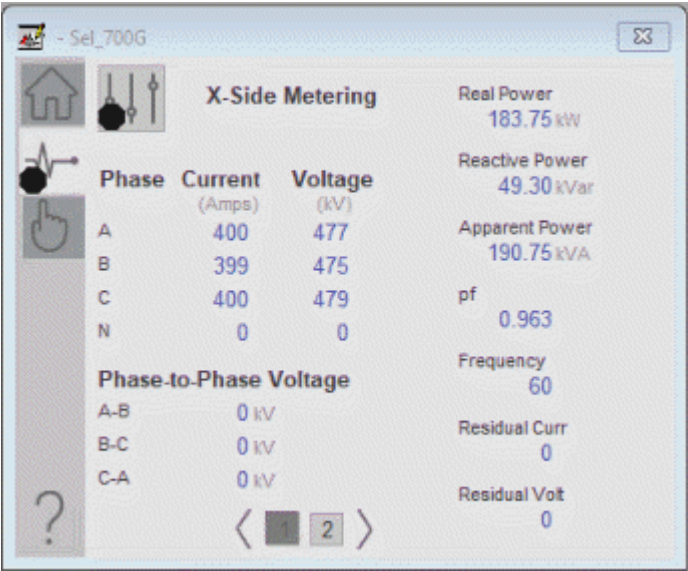 - Sel_700G
X-Side Metering
Phase Current Voltage
(Amps) (kV)
A 400 477
B 399 475
C 400 479
N 0 0
Phase-to-Phase Voltage
A-B 0 kV
B-C 0 kV
C-A 0 kV
1 2
?
Real Power
183.75 kW
Reactive Power
49.30 kVar
Apparent Power
190.75 kVA
pf
0.963
Frequency
60
Residual Curr
0
Residual Volt
0